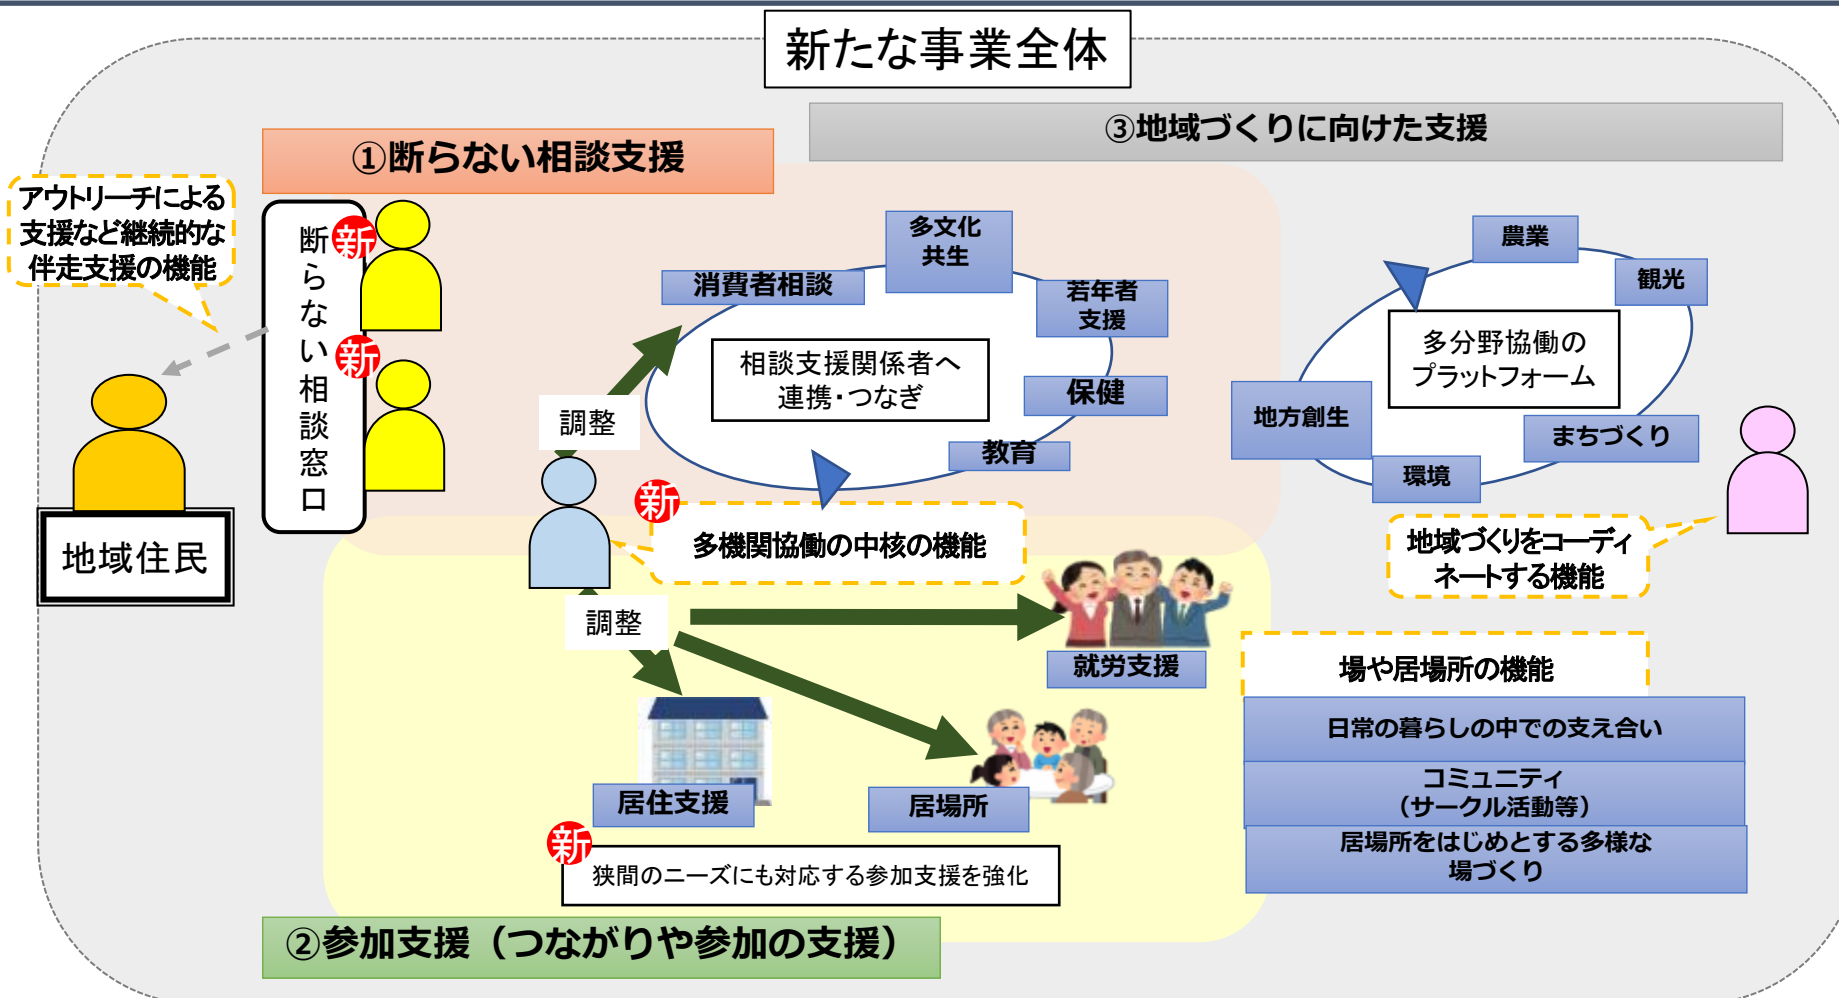 新たな事業全体
③地域づくりに向けた支援
①断らない相談支援
アウトリーチによる
支援など継続的な
伴走支援の機能
断らない相談窓口
新
新
多文化
共生
消費者相談
若年者
支援
相談支援関係者へ
連携・つなぎ
保健
教育
調整
農業
観光
多分野協働の
プラットフォーム
地方創生
まちづくり
環境
地域住民
新
多機関協働の中核の機能
地域づくりをコーディ
ネートする機能
調整
就労支援
居住支援
居場所
場や居場所の機能
日常の暮らしの中での支え合い
コミュニティ
（サークル活動等）
居場所をはじめとする多様な
場づくり
新
狭間のニーズにも対応する参加支援を強化
②参加支援（つながりや参加の支援）